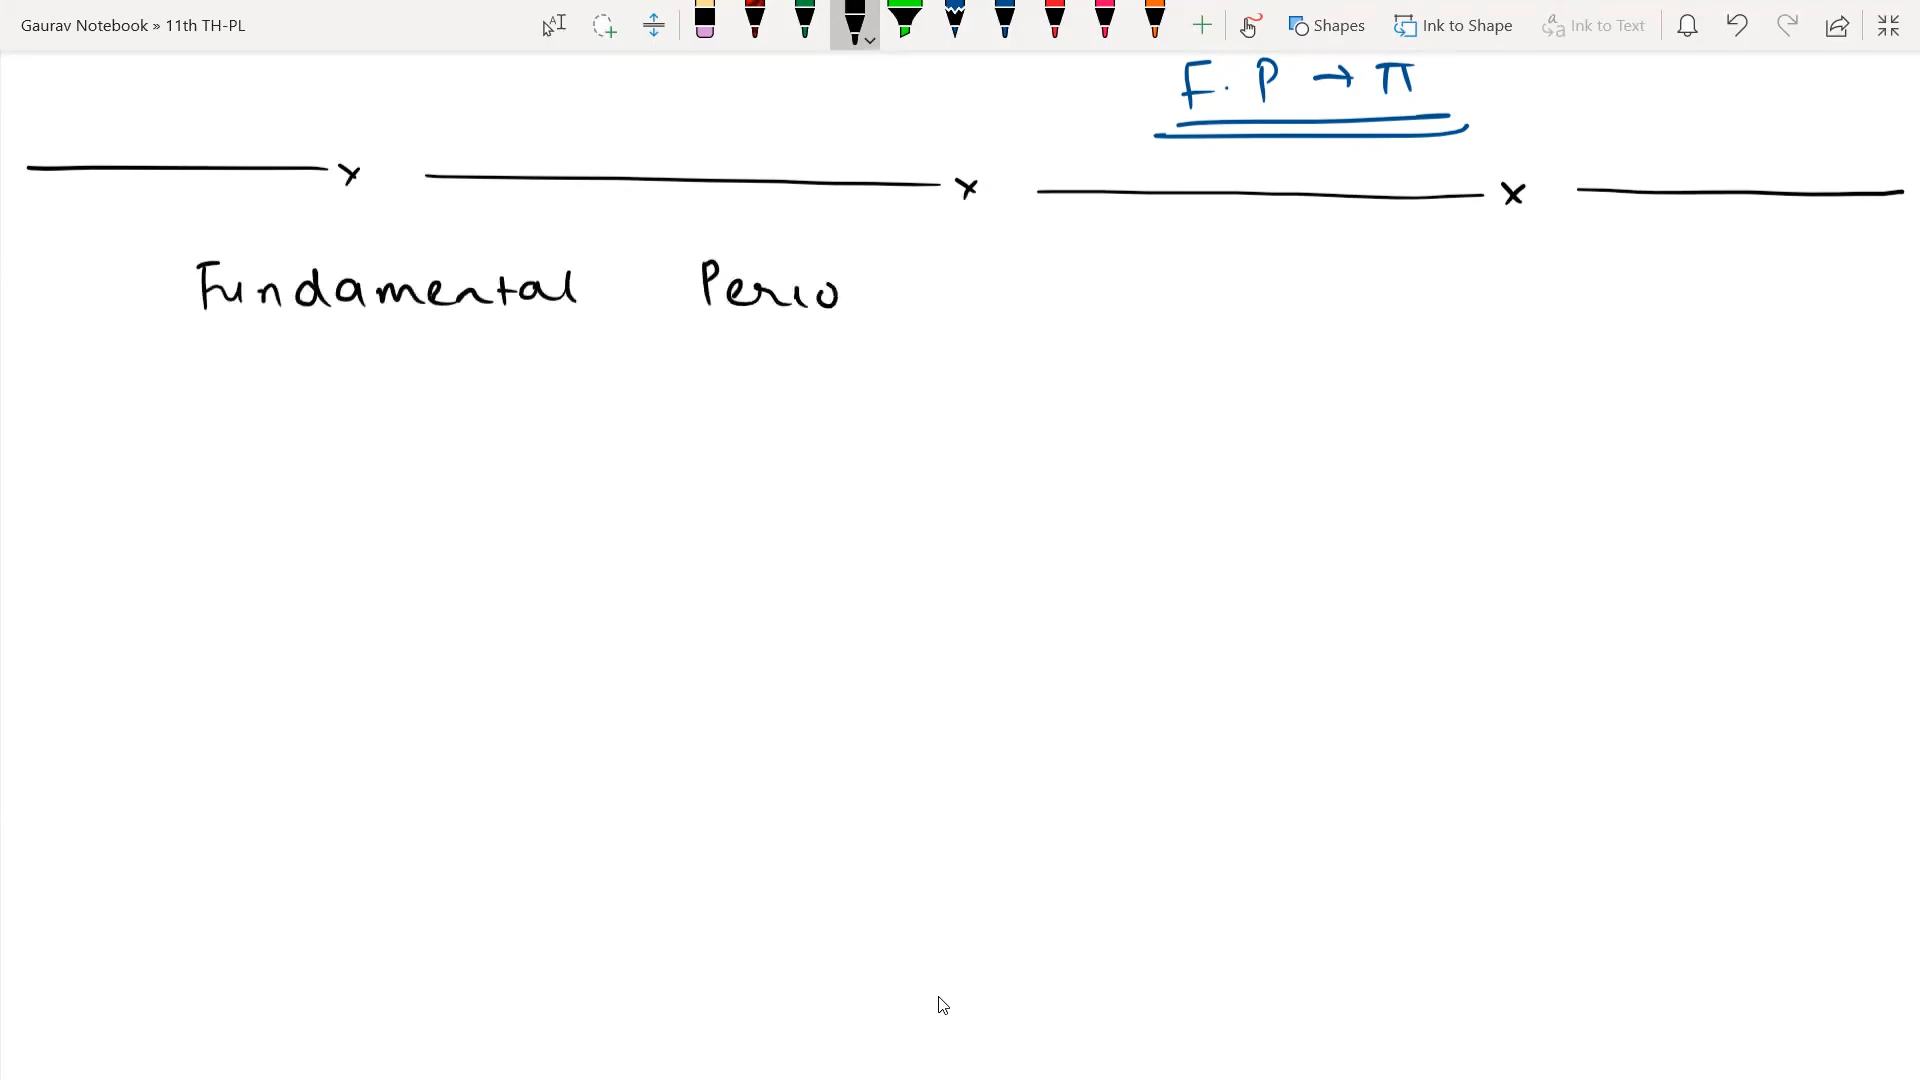 Gaurav Notebook » 11th TH-PL
Shapes
Ink to Shape
Ink to Text
F. P → π
Fundamental Perio